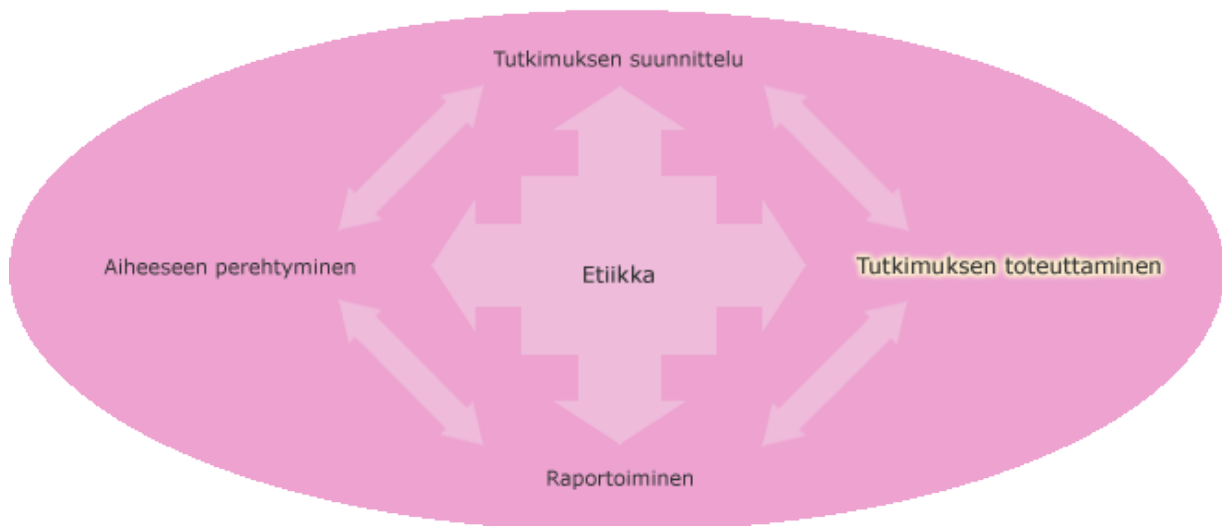 Tutkimuksen suunnittelu
Aiheeseen perehtyminen
Etiikka
Tutkimuksen toteuttaminen
Raportoiminen